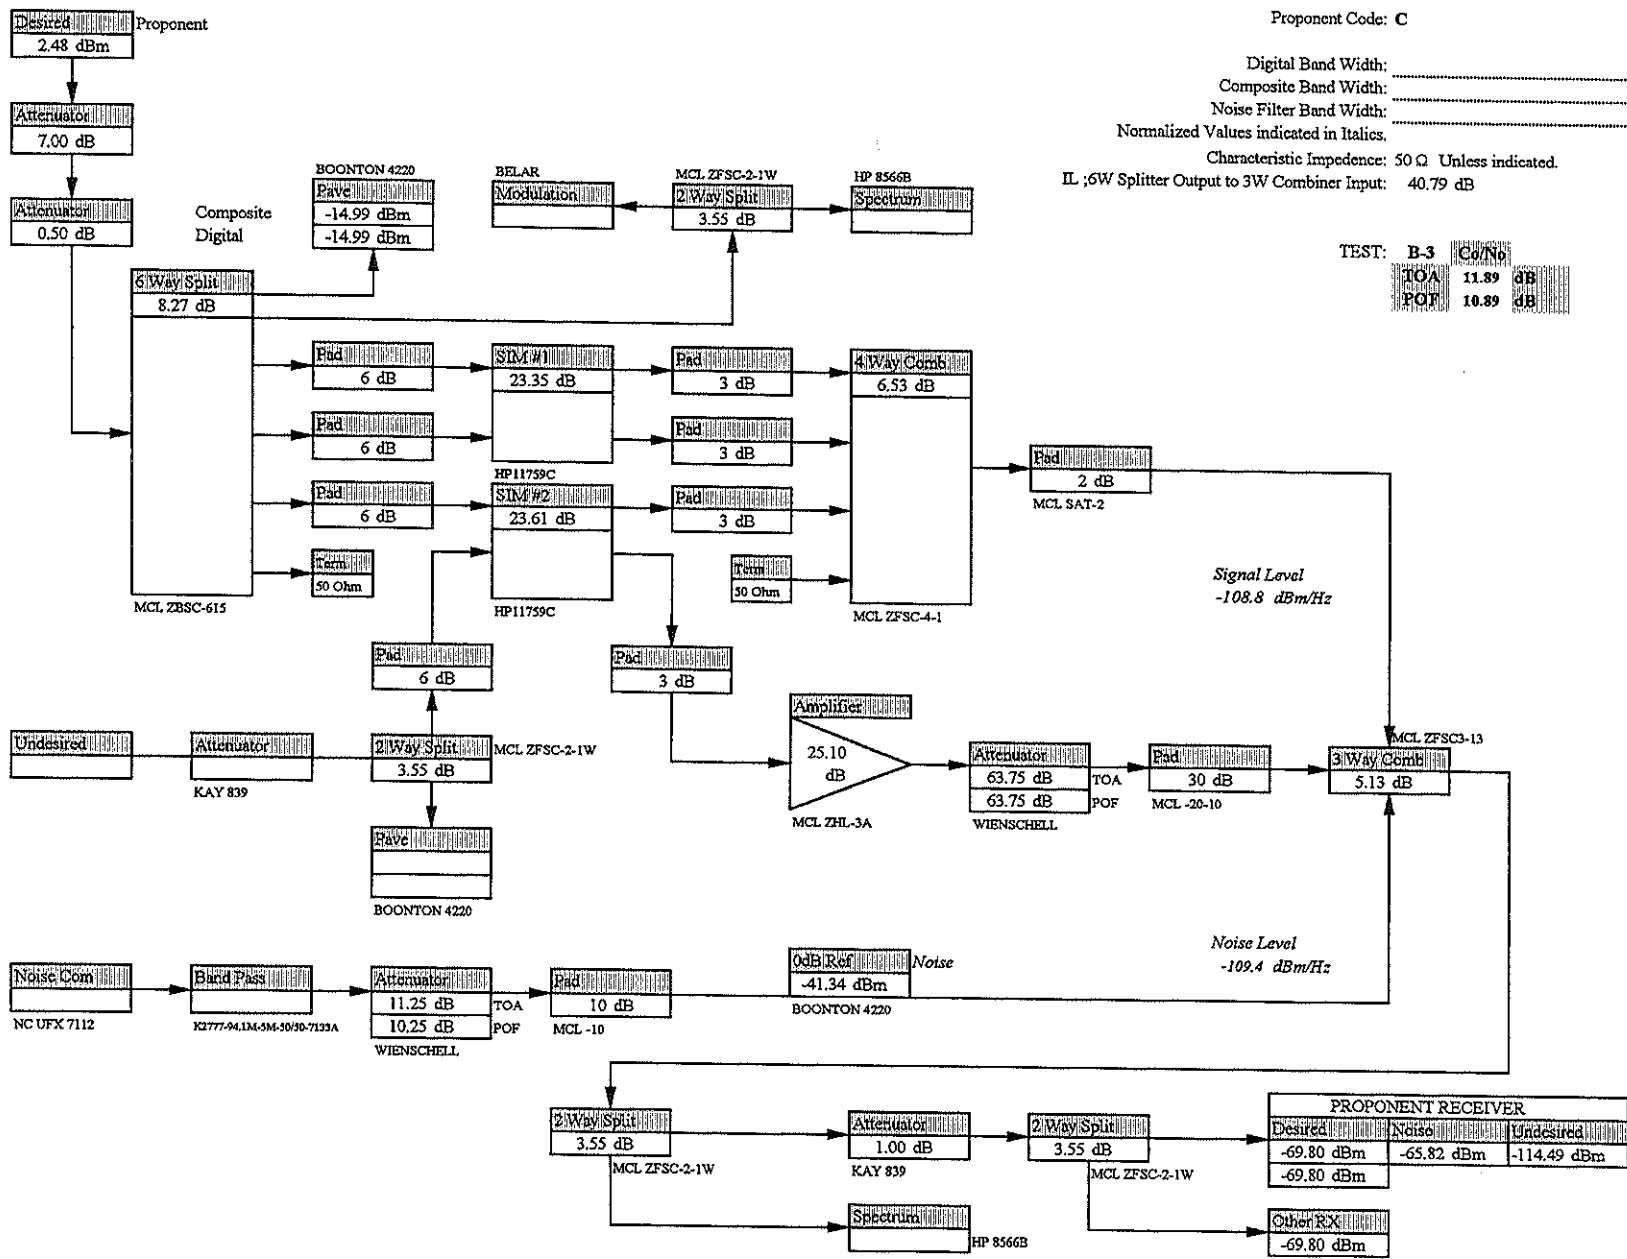 Proponent Code: C
Desired Proponent
2.48 dBm
Digital Band Width:
Composite Band Width:
Noise Filter Band Width:
Normalized Values indicated in Italics.
Characteristic Impedence: 50 Ω Unless indicated.
IL ;6W Splitter Output to 3W Combiner Input: 40.79 dB
Attenuator
7.00 dB
Attenuator
0.50 dB
Composite
Digital
BOONTON 4220
Pave
-14.99 dBm
-14.99 dBm
BELAR
Modulation
MCL ZFSC-2-1W
2 Way Split
3.55 dB
HP 8566B
Spectrum
TEST: B-3 Co/No
TOA 11.89 dB
POF 10.89 dB
6 Way Split
8.27 dB
MCL ZBSC-615
Pad
6 dB
SIM #1
23.35 dB
Pad
3 dB
4 Way Comb
6.53 dB
Pad
6 dB
HP11759C
Pad
3 dB
Pad
2 dB
MCL SAT-2
Pad
6 dB
SIM #2
23.61 dB
Pad
3 dB
Term
50 Ohm
HP11759C
Term
50 Ohm
MCL ZFSC-4-1
Signal Level
-108.8 dBm/Hz
Pad
6 dB
Pad
3 dB
Undesired
Attenuator
KAY 839
2 Way Split
3.55 dB
MCL ZFSC-2-1W
Amplifier
25.10
dB
MCL ZHL-3A
Attenuator
63.75 dB TOA
63.75 dB POF
WIENSCHELL
Pad
30 dB
MCL -20-10
MCL ZFSC3-13
3 Way Comb
5.13 dB
Pave
BOONTON 4220
Noise Level
-109.4 dBm/Hz
Noise Com
NC UFX 7112
Band Pass
K2777-94.1M-5M-50/50-7133A
Attenuator
11.25 dB TOA
10.25 dB POF
WIENSCHELL
Pad
10 dB
MCL -10
0dB Ref Noise
-41.34 dBm
BOONTON 4220
2 Way Split
3.55 dB
MCL ZFSC-2-1W
Attenuator
1.00 dB
KAY 839
2 Way Split
3.55 dB
MCL ZFSC-2-1W
PROPONENT RECEIVER
Desired Noise Undesired
-69.80 dBm -65.82 dBm -114.49 dBm
-69.80 dBm
Spectrum
HP 8566B
Other RX
-69.80 dBm